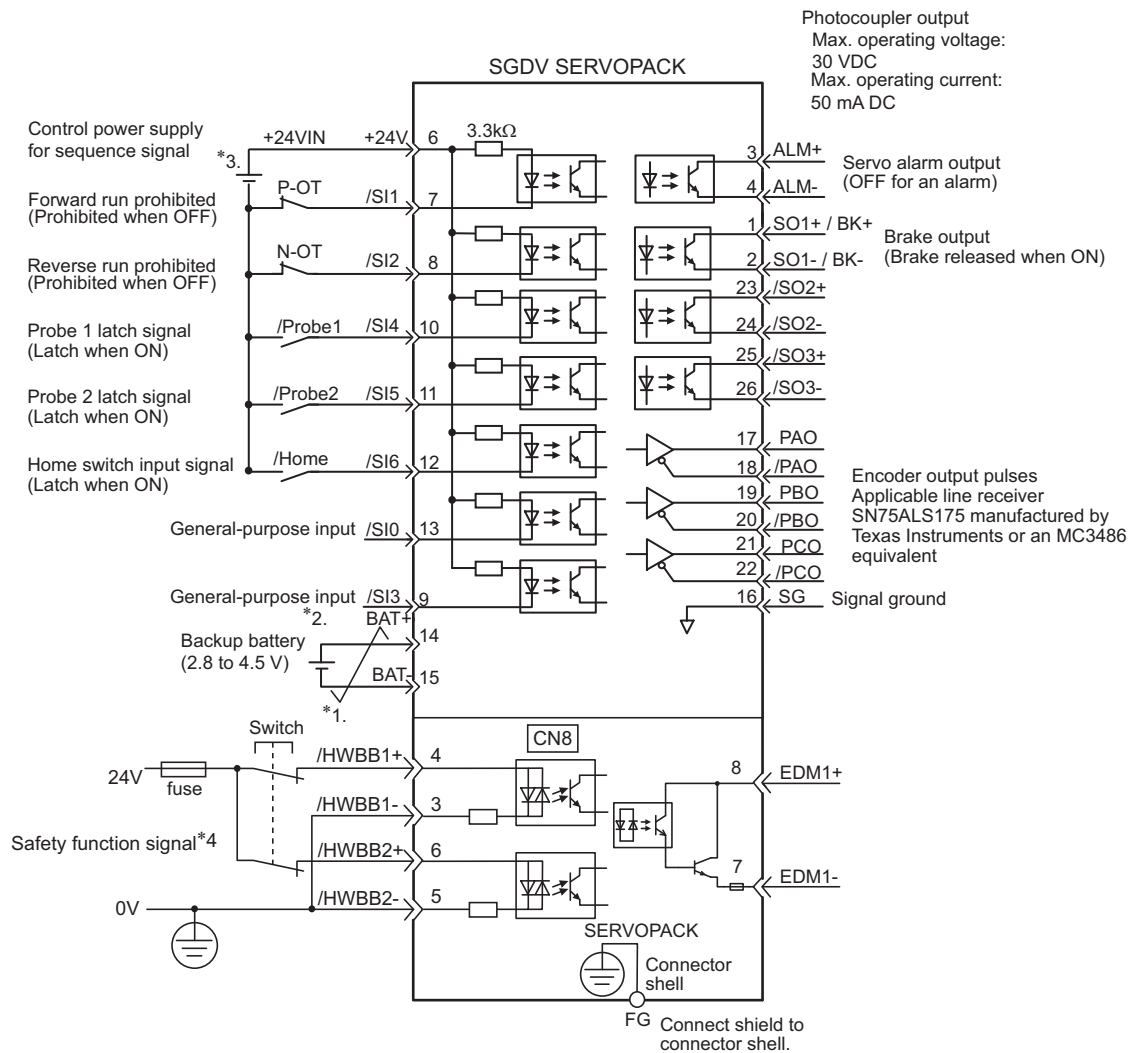 Photocoupler output
Max. operating voltage:
30 VDC
Max. operating current:
50 mA DC
SGDV SERVOPACK
Control power supply
for sequence signal
*3.
+24VIN
+24V
6
3.3kΩ
3
ALM+
4
ALM-
Servo alarm output
(OFF for an alarm)
Forward run prohibited
(Prohibited when OFF)
P-OT
/SI1
7
1
SO1+ / BK+
2
SO1- / BK-
Brake output
(Brake released when ON)
Reverse run prohibited
(Prohibited when OFF)
N-OT
/SI2
8
23
/SO2+
24
/SO2-
Probe 1 latch signal
(Latch when ON)
/Probe1
/SI4
10
25
/SO3+
26
/SO3-
Probe 2 latch signal
(Latch when ON)
/Probe2
/SI5
11
Home switch input signal
(Latch when ON)
/Home
/SI6
12
17
PAO
18
/PAO
19
PBO
20
/PBO
21
PCO
22
/PCO
Encoder output pulses
Applicable line receiver
SN75ALS175 manufactured by
Texas Instruments or an MC3486
equivalent
General-purpose input
/SI0
13
16
SG
Signal ground
General-purpose input
/SI3
9
*2.
BAT+
14
Backup battery
(2.8 to 4.5 V)
BAT-
15
*1.
Switch
CN8
24V
fuse
/HWBB1+
4
/HWBB1-
3
8
EDM1+
Safety function signal*4
/HWBB2+
6
/HWBB2-
5
7
EDM1-
0V
SERVOPACK
Connector
shell
FG
Connect shield to
connector shell.